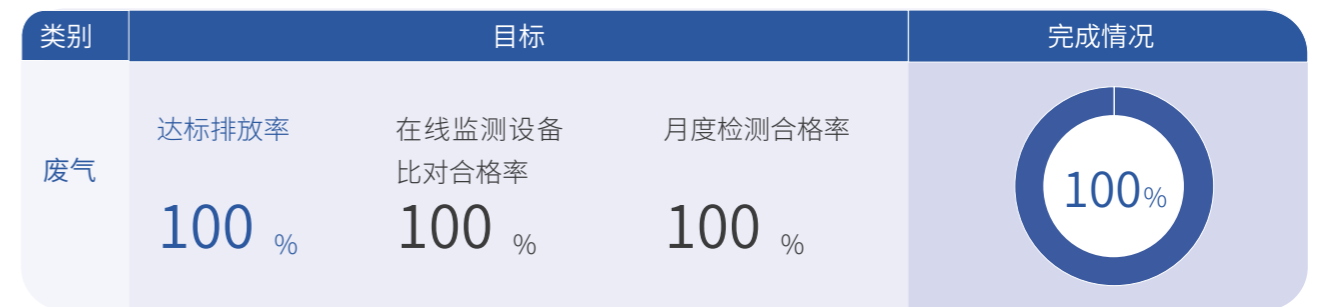 类别 目标 完成情况
废气
达标排放率
100 %
在线监测设备
比对合格率
100 %
月度检测合格率
100 %
100%